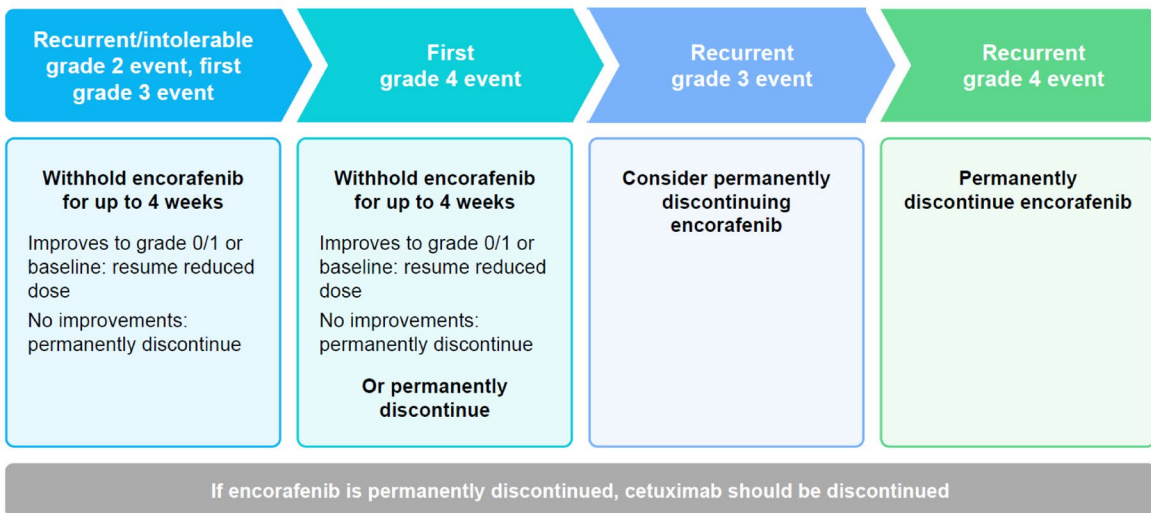 Recurrent/intolerable
grade 2 event, first
grade 3 event
First
grade 4 event
Recurrent
grade 3 event
Recurrent
grade 4 event
Withhold encorafenib
for up to 4 weeks
Improves to grade 0/1 or
baseline: resume reduced
dose
No improvements:
permanently discontinue
Withhold encorafenib
for up to 4 weeks
Improves to grade 0/1 or
baseline: resume reduced
dose
No improvements:
permanently discontinue
Or permanently
discontinue
Consider permanently
discontinuing
encorafenib
Permanently
discontinue encorafenib
If encorafenib is permanently discontinued, cetuximab should be discontinued